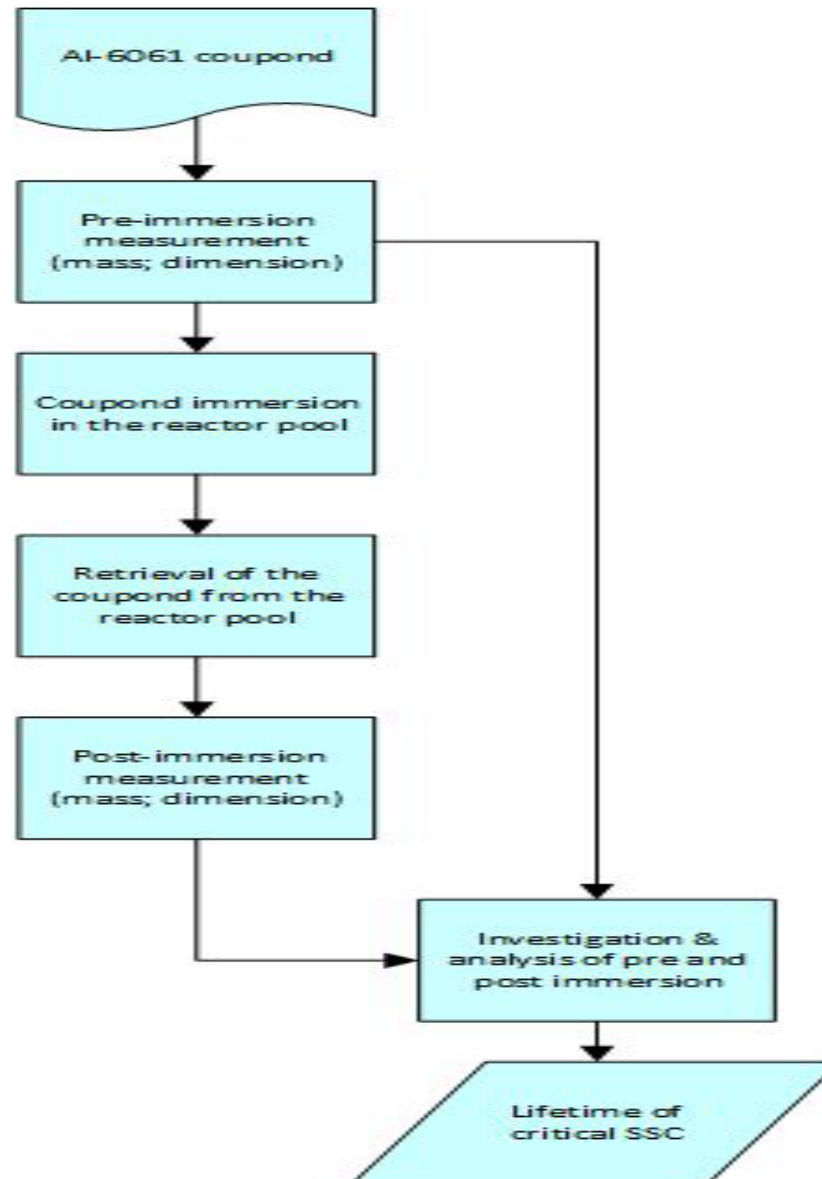 Al-6061 coupond
Pre-immersion
measurement
(mass; dimension)
Coupond immersion
in the reactor pool
Retrieval of the
coupond from the
reactor pool
Post-immersion
measurement
(mass; dimension)
Investigation &
analysis of pre and
post immersion
Lifetime of
critical SSC